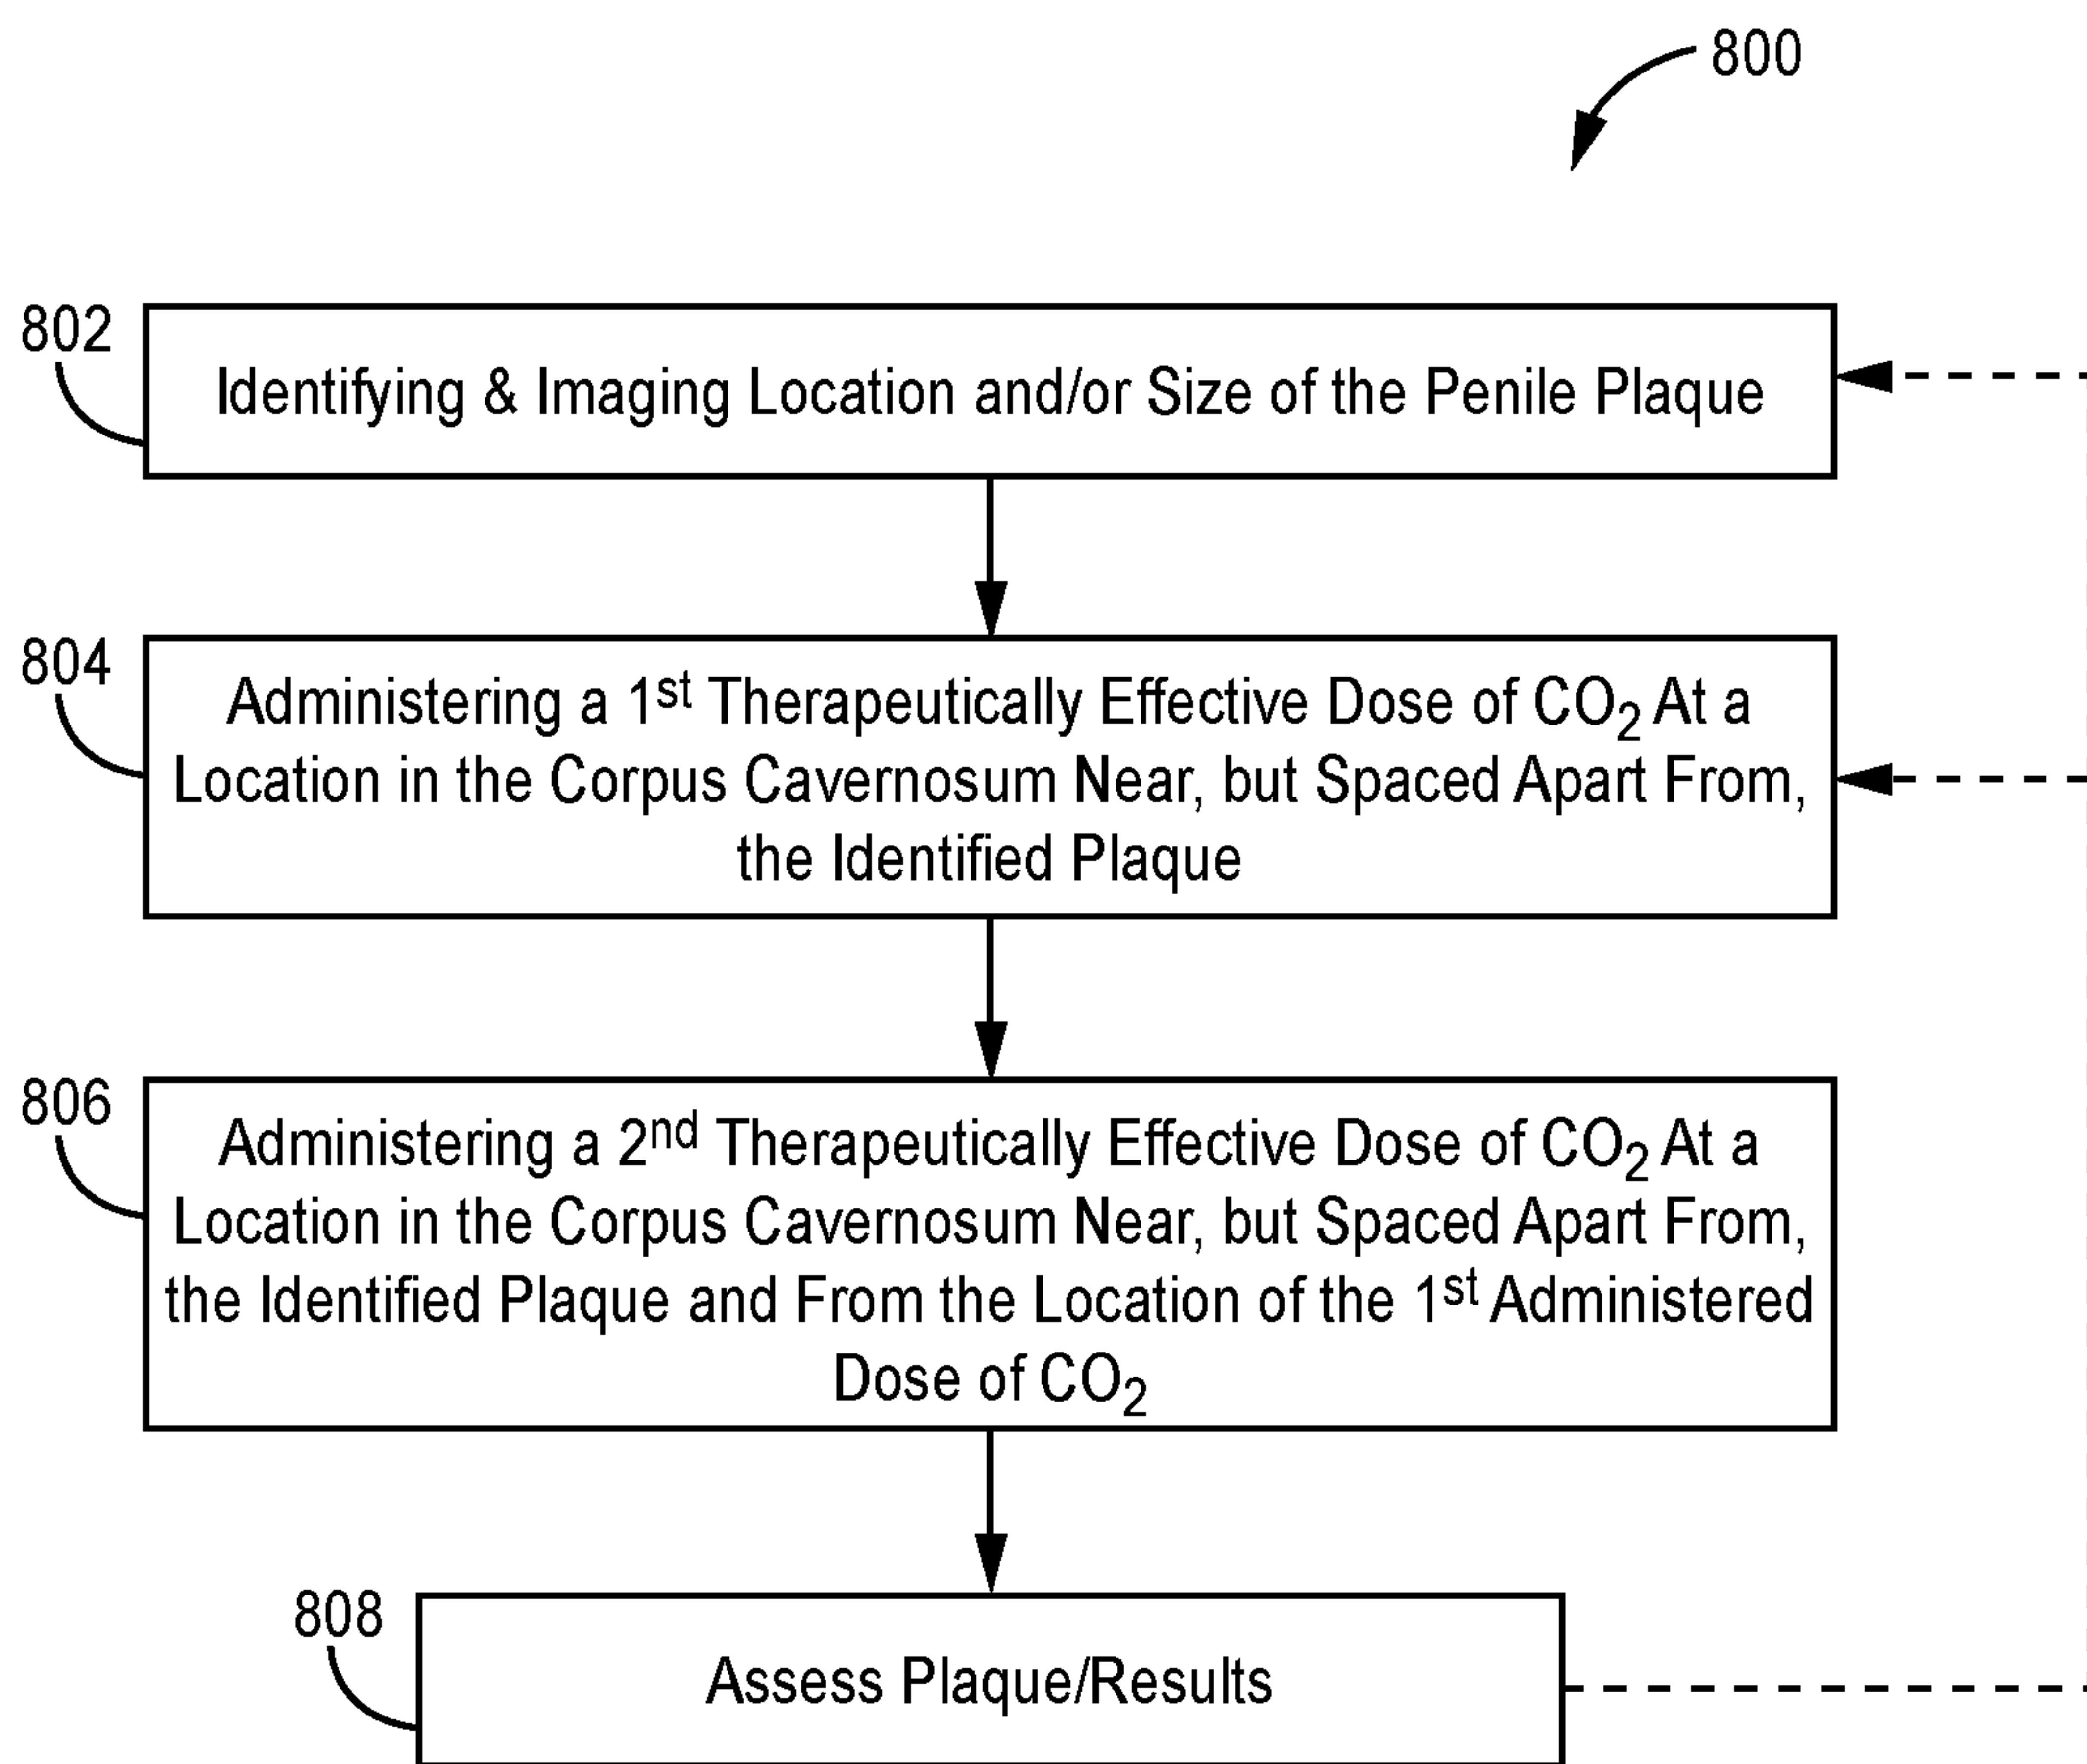 800
802
Identifying & Imaging Location and/or Size of the Penile Plaque
804
Administering a 1st Therapeutically Effective Dose of CO2 At a
Location in the Corpus Cavernosum Near, but Spaced Apart From,
the Identified Plaque
806
Administering a 2nd Therapeutically Effective Dose of CO2 At a
Location in the Corpus Cavernosum Near, but Spaced Apart From,
the Identified Plaque and From the Location of the 1st Administered
Dose of CO2
808
Assess Plaque/Results